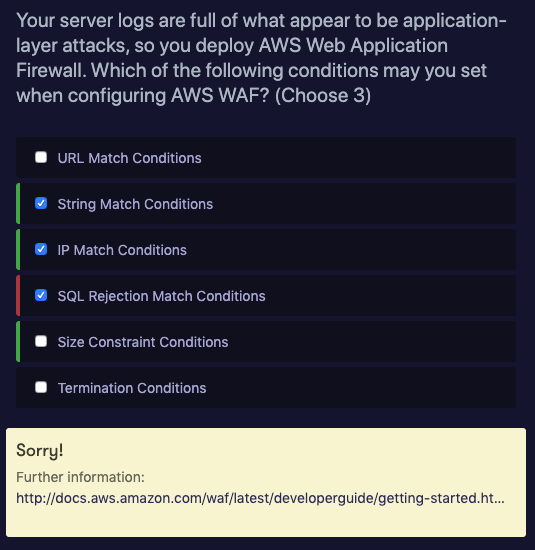 Your server logs are full of what appear to be application-
layer attacks, so you deploy AWS Web Application
Firewall. Which of the following conditions may you set
when configuring AWS WAF? (Choose 3)
URL Match Conditions
String Match Conditions
IP Match Conditions
SQL Rejection Match Conditions
Size Constraint Conditions
Termination Conditions
Sorry!
Further information:
http://docs.aws.amazon.com/waf/latest/developerguide/getting-started.ht...